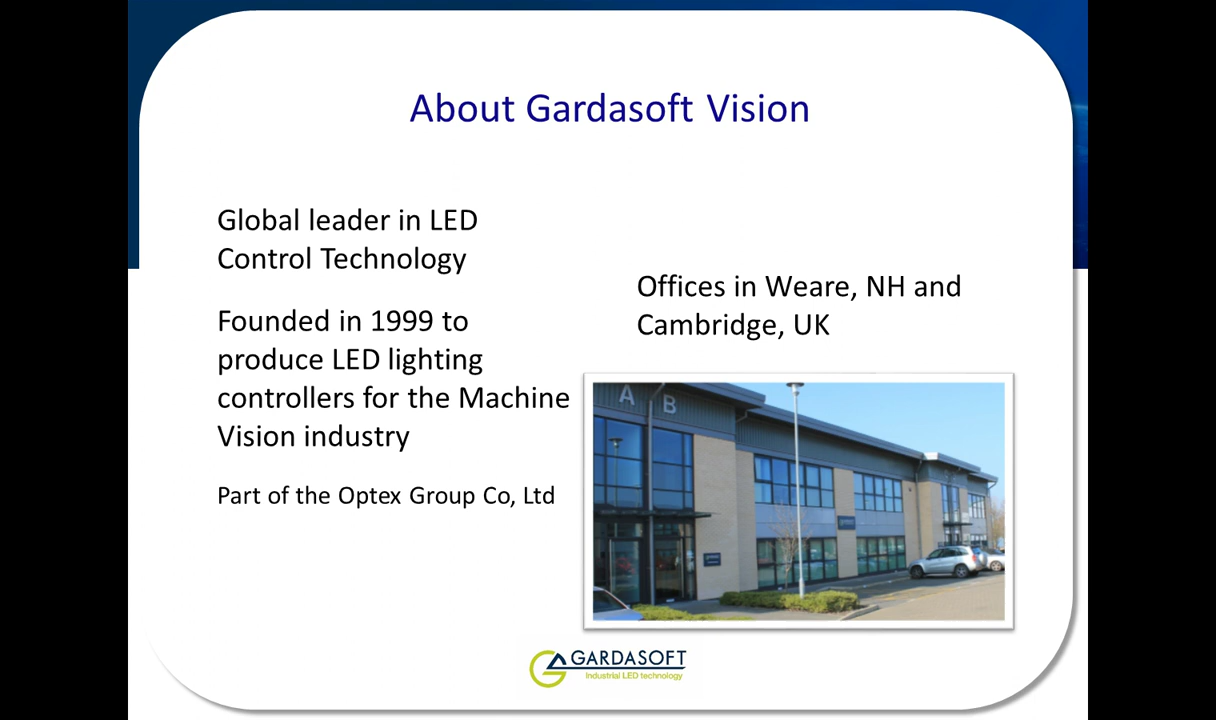 About Gardasoft Vision
Global leader in LED
Control Technology
Founded in 1999 to
produce LED lighting
controllers for the Machine
Vision industry
Part of the Optex Group Co, Ltd
Offices in Weare, NH and
Cambridge, UK
A B
GARDASOFT
Industrial LED technology